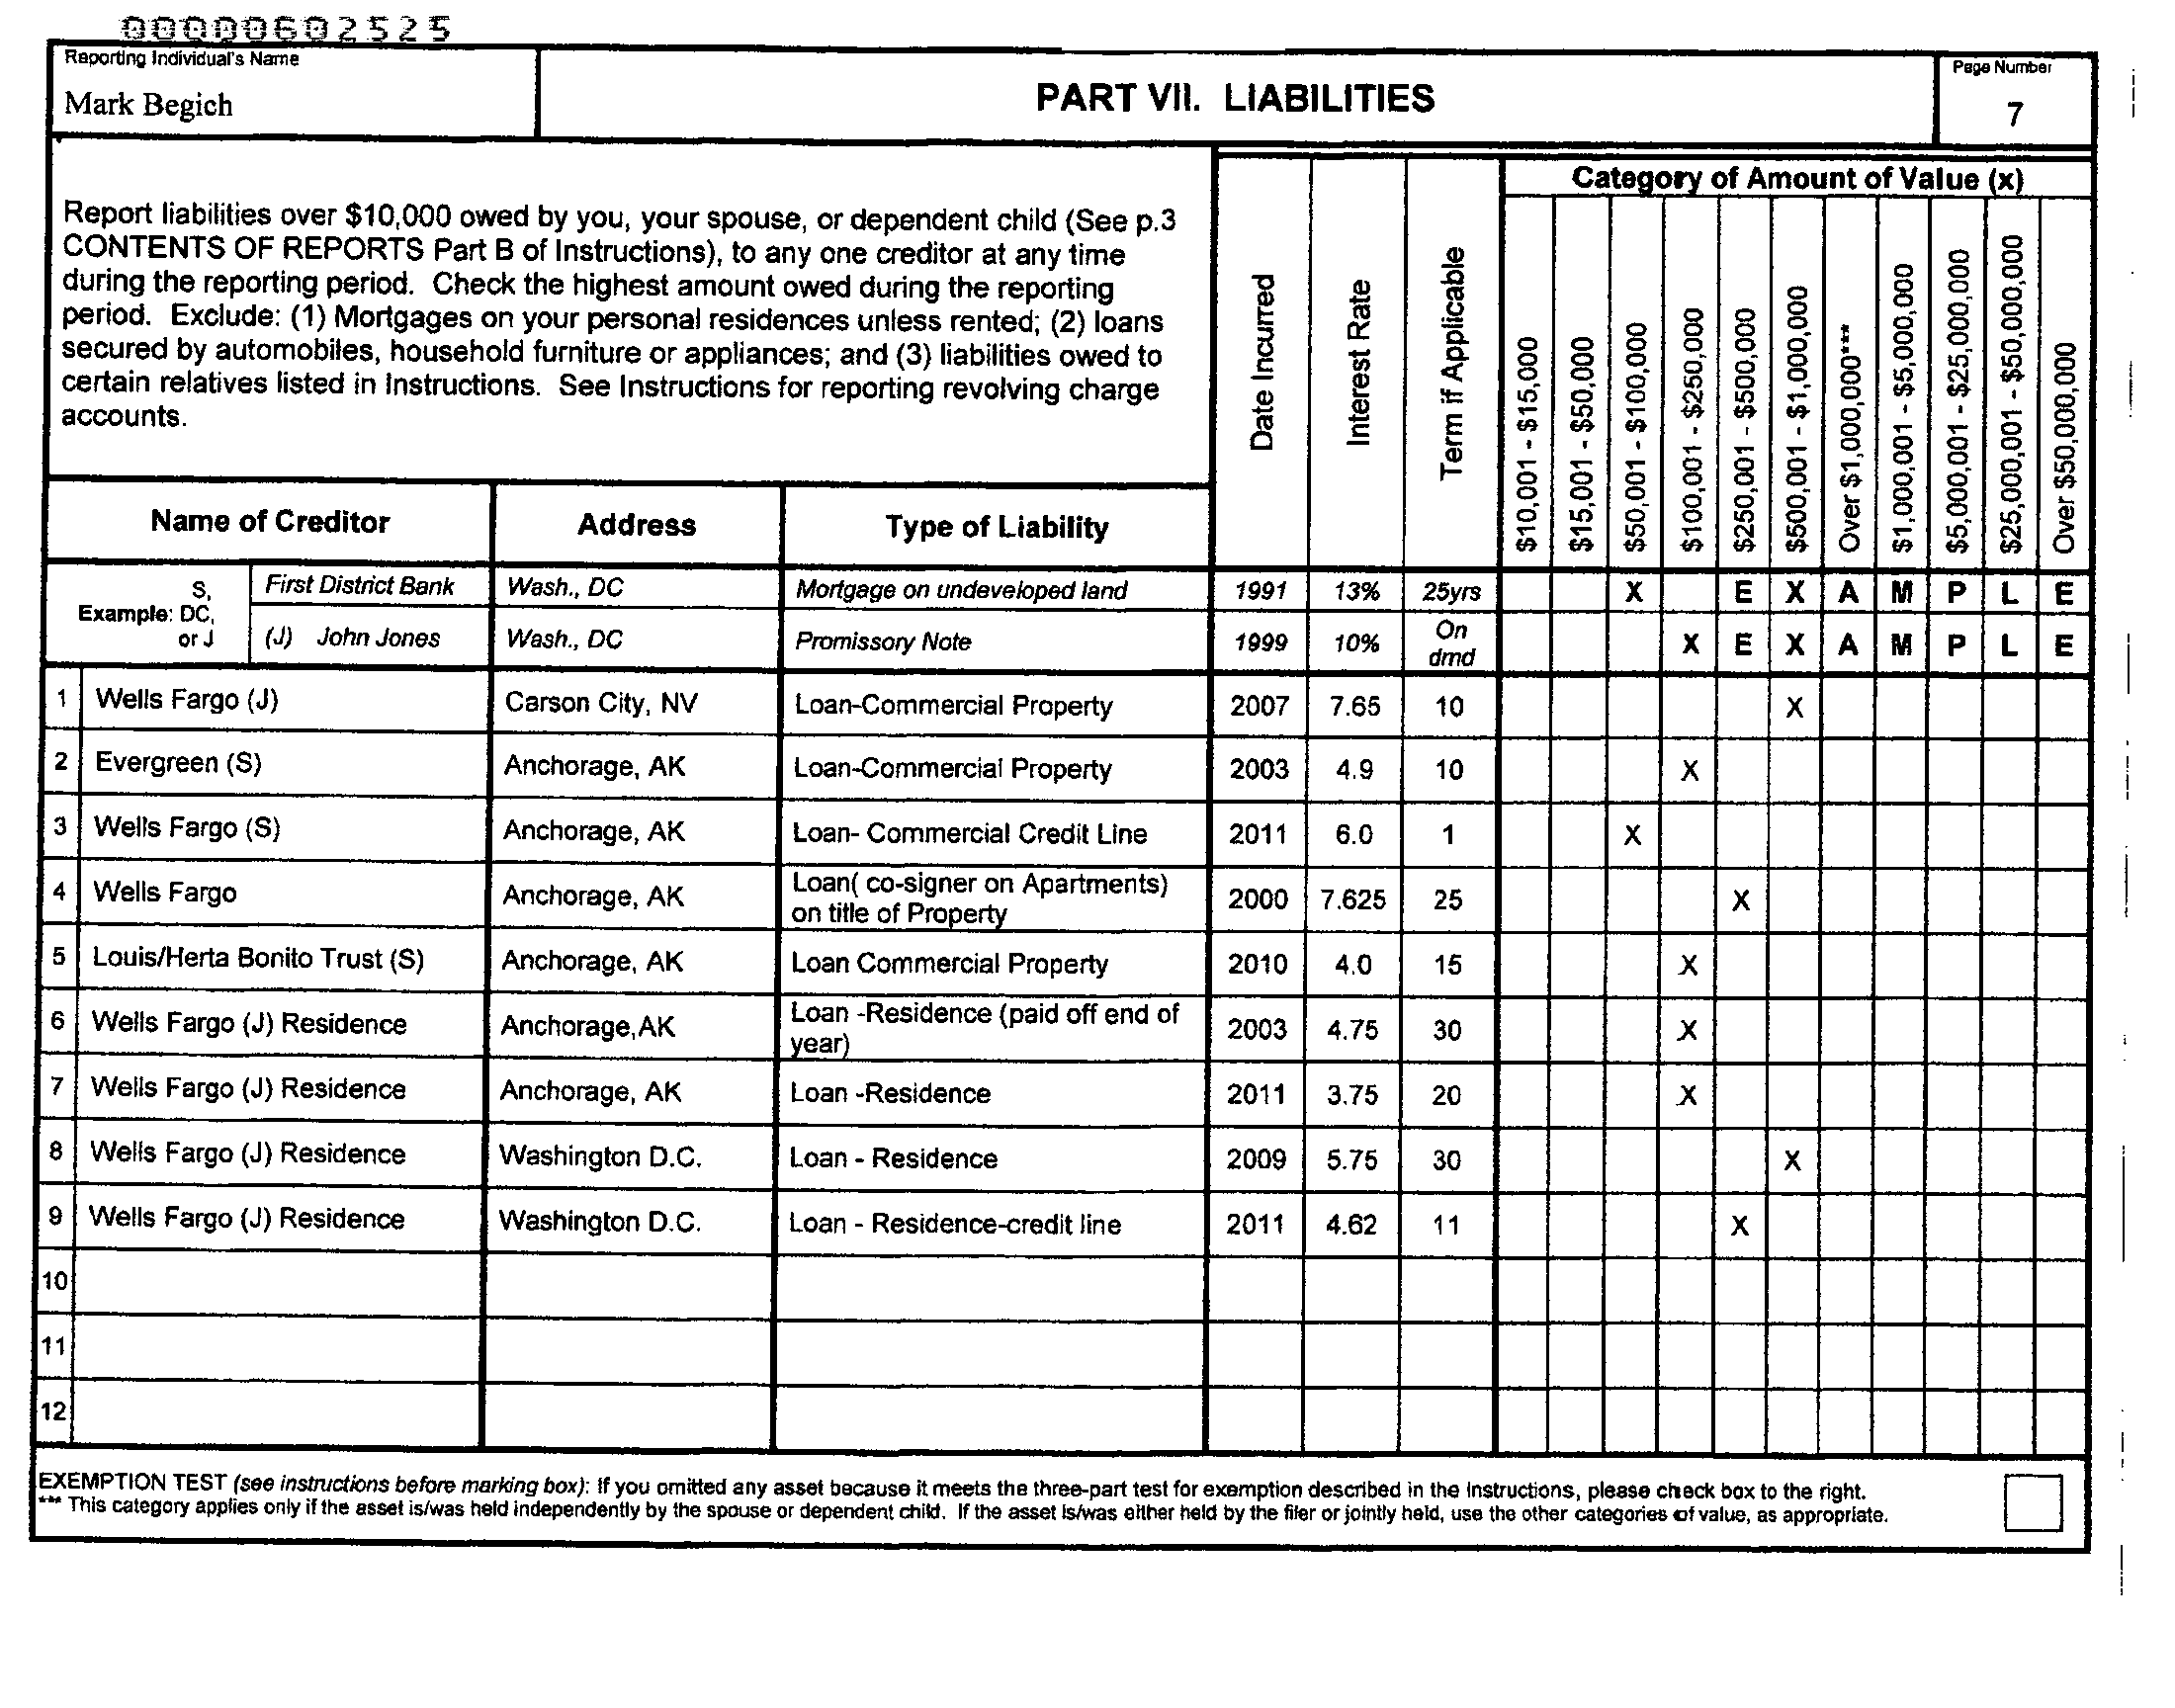 00000602525
Reporting Individual's Name
Mark Begich
PART VII. LIABILITIES
Page Number
7
Report liabilities over $10,000 owed by you, your spouse, or dependent child (See p.3
CONTENTS OF REPORTS Part B of Instructions), to any one creditor at any time
during the reporting period. Check the highest amount owed during the reporting
period. Exclude: (1) Mortgages on your personal residences unless rented; (2) loans
secured by automobiles, household furniture or appliances; and (3) liabilities owed to
certain relatives listed in Instructions. See Instructions for reporting revolving charge
accounts.
Date Incurred
Interest Rate
Term if Applicable
Category of Amount of Value (x)
$10,001 - $15,000
$15,001 - $50,000
$50,001 - $100,000
$100,001 - $250,000
$250,001 - $500,000
$500,001 - $1,000,000
Over $1,000,000***
$1,000,001 - $5,000,000
$5,000,001 - $25,000,000
$25,000,001 - $50,000,000
Over $50,000,000
Name of Creditor Address Type of Liability
Example: S, DC, or J
First District Bank Wash., DC Mortgage on undeveloped land 1991 13% 25yrs X E X A M P L E
(J) John Jones Wash., DC Promissory Note 1999 10% On dmd X E X A M P L E
1 Wells Fargo (J) Carson City, NV Loan-Commercial Property 2007 7.65 10 X
2 Evergreen (S) Anchorage, AK Loan-Commercial Property 2003 4.9 10 X
3 Wells Fargo (S) Anchorage, AK Loan- Commercial Credit Line 2011 6.0 1 X
4 Wells Fargo Anchorage, AK Loan( co-signer on Apartments) on title of Property 2000 7.625 25 X
5 Louis/Herta Bonito Trust (S) Anchorage, AK Loan Commercial Property 2010 4.0 15 X
6 Wells Fargo (J) Residence Anchorage,AK Loan -Residence (paid off end of year) 2003 4.75 30 X
7 Wells Fargo (J) Residence Anchorage, AK Loan -Residence 2011 3.75 20 X
8 Wells Fargo (J) Residence Washington D.C. Loan - Residence 2009 5.75 30 X
9 Wells Fargo (J) Residence Washington D.C. Loan - Residence-credit line 2011 4.62 11 X
10
11
12
EXEMPTION TEST (see instructions before marking box): If you omitted any asset because it meets the three-part test for exemption described in the instructions, please check box to the right.
*** This category applies only if the asset is/was held independently by the spouse or dependent child. If the asset is/was either held by the filer or jointly held, use the other categories of value, as appropriate.